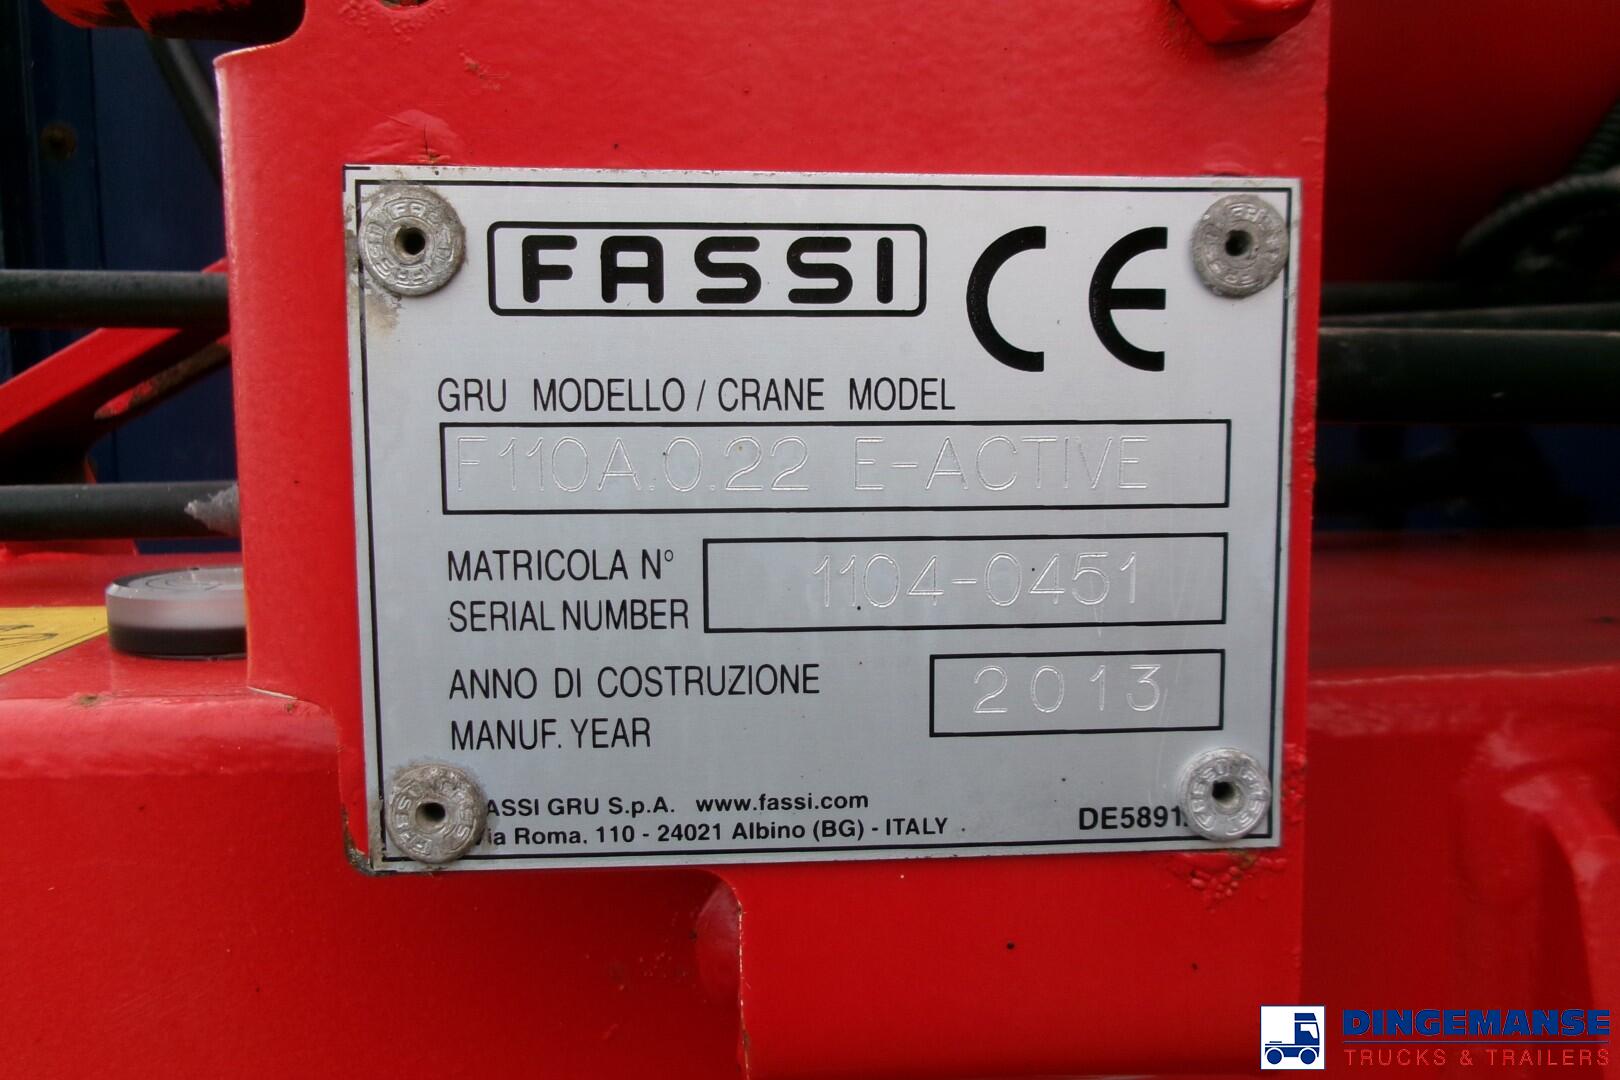 FASSI CE
GRU MODELLO / CRANE MODEL
F110A.0.22 E-ACTIVE
MATRICOLA N°
SERIAL NUMBER
1104-0451
ANNO DI COSTRUZIONE
MANUF. YEAR
2013
ASSI GRU S.p.A. www.fassi.com
ia Roma, 110 - 24021 Albino (BG) - ITALY
DE5891
DINGEMANSE
TRUCKS & TRAILERS